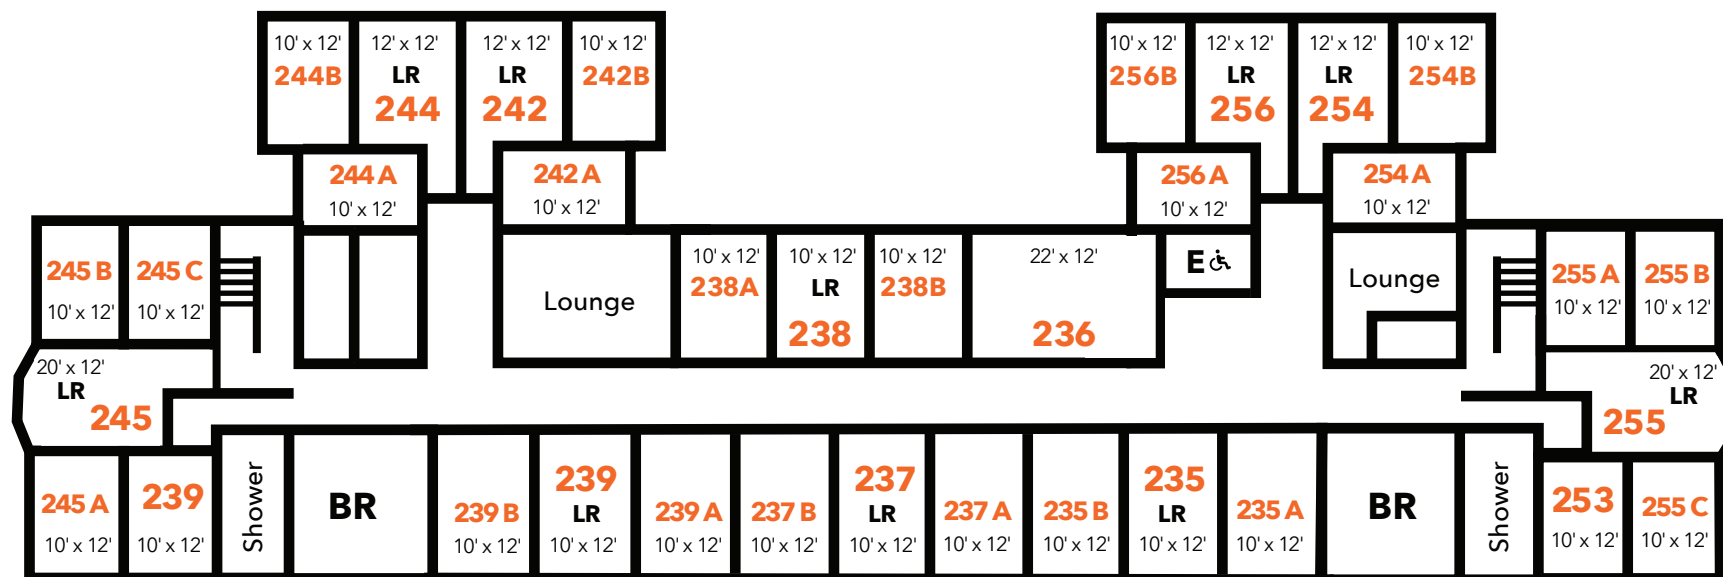 10' x 12'
244B
12' x 12'
LR
244
12' x 12'
LR
242
10' x 12'
242B
10' x 12'
256B
12' x 12'
LR
256
12' x 12'
LR
254
10' x 12'
254B
244 A
10' x 12'
242 A
10' x 12'
256 A
10' x 12'
254 A
10' x 12'
245 B
10' x 12'
245 C
10' x 12'
Lounge
10' x 12'
238A
10' x 12'
LR
238
10' x 12'
238B
22' x 12'
236
E
Lounge
255 A
10' x 12'
255 B
10' x 12'
20' x 12'
LR
245
20' x 12'
LR
255
245 A
10' x 12'
239
10' x 12'
Shower
BR
239 B
10' x 12'
239
LR
10' x 12'
239 A
10' x 12'
237 B
10' x 12'
237
LR
10' x 12'
237 A
10' x 12'
235 B
10' x 12'
235
LR
10' x 12'
235 A
10' x 12'
BR
Shower
253
10' x 12'
255 C
10' x 12'